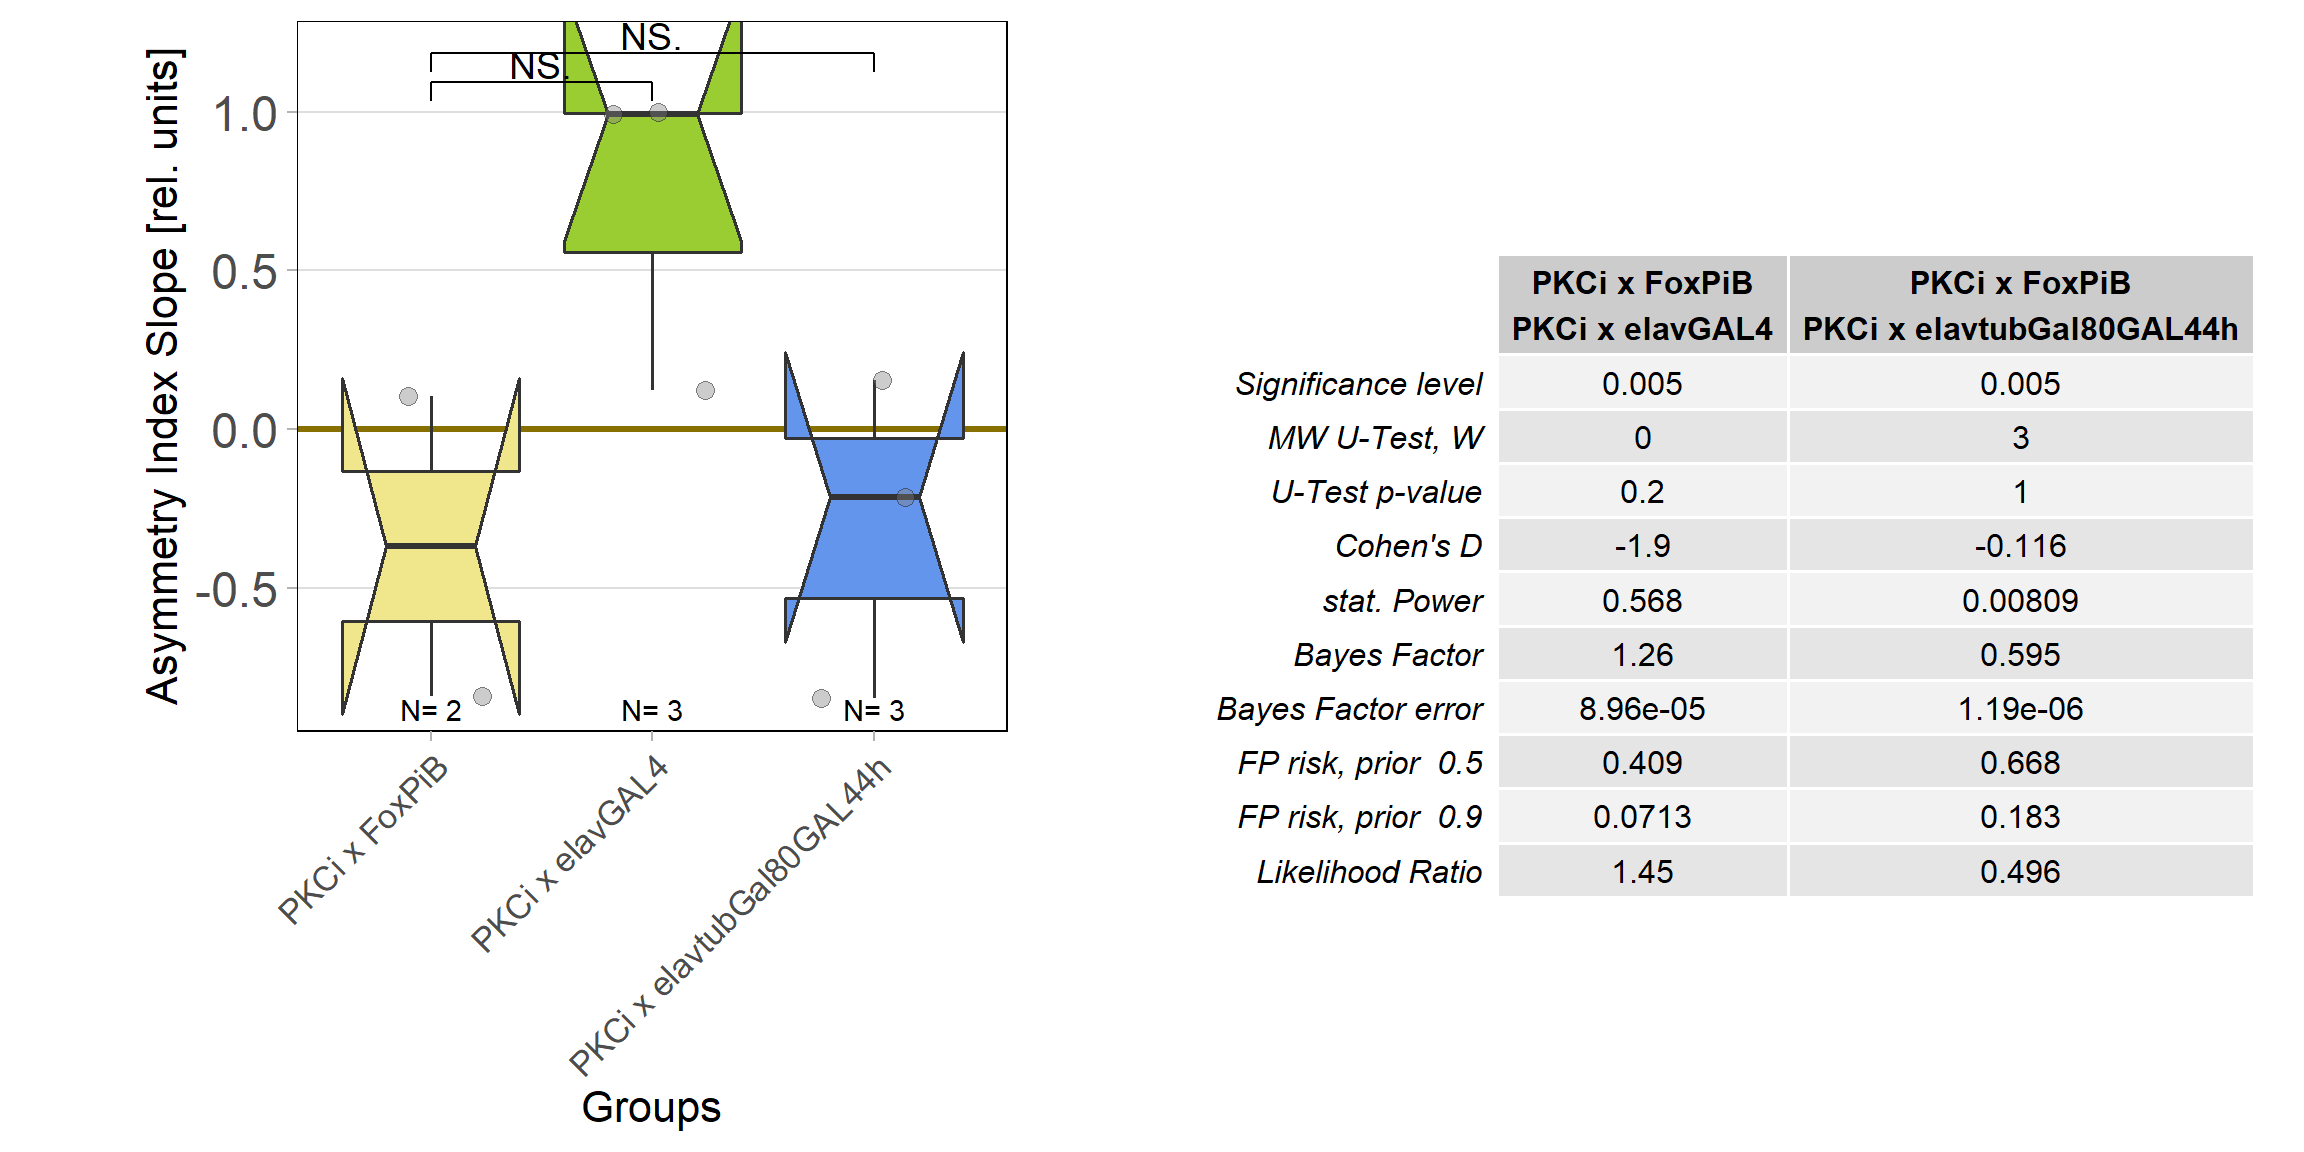 Asymmetry Index Slope [rel. units]
1.0
0.5
0.0
-0.5
NS.
NS.
N= 2
N= 3
N= 3
PKCi x FoxPiB
PKCi x elavGAL4
PKCi x elavtubGal80GAL44h
Groups
PKCi x FoxPiB PKCi x FoxPiB
PKCi x elavGAL4 PKCi x elavtubGal80GAL44h
Significance level 0.005 0.005
MW U-Test, W 0 3
U-Test p-value 0.2 1
Cohen's D -1.9 -0.116
stat. Power 0.568 0.00809
Bayes Factor 1.26 0.595
Bayes Factor error 8.96e-05 1.19e-06
FP risk, prior  0.5 0.409 0.668
FP risk, prior  0.9 0.0713 0.183
Likelihood Ratio 1.45 0.496